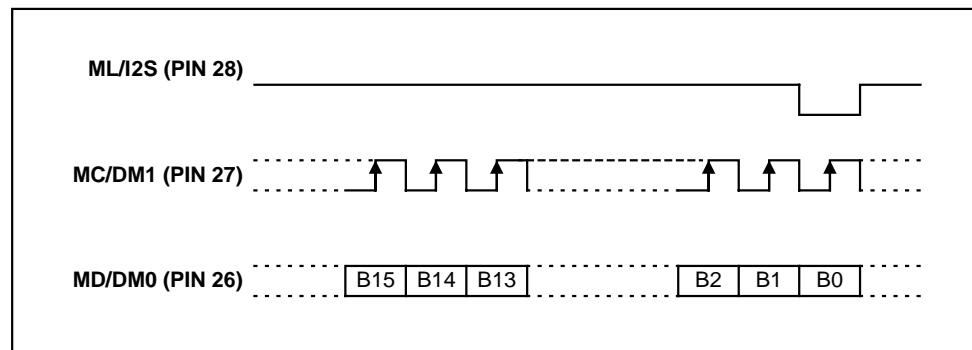 ML/I2S (PIN 28)
MC/DM1 (PIN 27)
MD/DM0 (PIN 26)
B15 B14 B13 B2 B1 B0